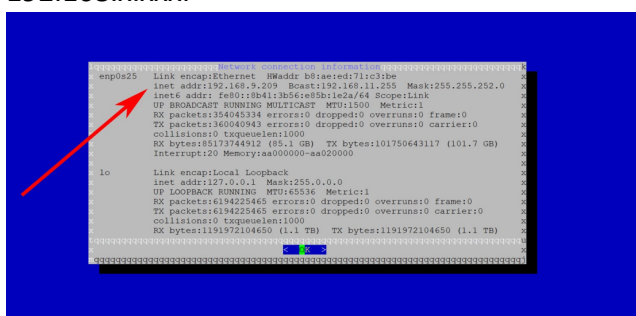 Network connection information
enp0s25 Link encap:Ethernet HWaddr b8:ae:ed:71:c3:be
inet addr:192.168.9.209 Bcast:192.168.11.255 Mask:255.255.252.0
inet6 addr: fe80::8b41:3b56:e85b:1e2a/64 Scope:Link
UP BROADCAST RUNNING MULTICAST MTU:1500 Metric:1
RX packets:354045334 errors:0 dropped:0 overruns:0 frame:0
TX packets:360040943 errors:0 dropped:0 overruns:0 carrier:0
collisions:0 txqueuelen:1000
RX bytes:85173744912 (85.1 GB) TX bytes:101750643117 (101.7 GB)
Interrupt:20 Memory:aa000000-aa020000
lo Link encap:Local Loopback
inet addr:127.0.0.1 Mask:255.0.0.0
UP LOOPBACK RUNNING MTU:65536 Metric:1
RX packets:6194225465 errors:0 dropped:0 overruns:0 frame:0
TX packets:6194225465 errors:0 dropped:0 overruns:0 carrier:0
collisions:0 txqueuelen:1000
RX bytes:1191972104650 (1.1 TB) TX bytes:1191972104650 (1.1 TB)
< OK >